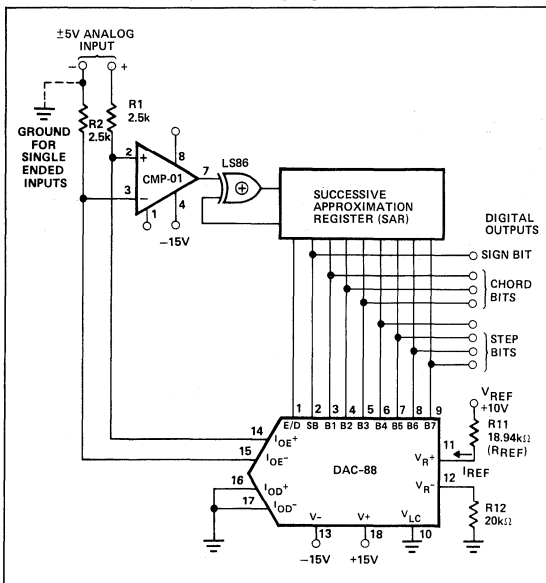 ±5V ANALOG
INPUT
− +
R1
2.5k
R2
2.5k
GROUND
FOR
SINGLE
ENDED
INPUTS
2 +
3 −
8
CMP-01
7
1
4
−15V
LS86
SUCCESSIVE
APPROXIMATION
REGISTER (SAR)
DIGITAL
OUTPUTS
SIGN BIT
CHORD
BITS
STEP
BITS
1 2 3 4 5 6 7 8 9
E/D SB B1 B2 B3 B4 B5 B6 B7
VREF
+10V
R11
18.94kΩ
(RREF)
11
IREF
VR+
12
VR−
R12
20kΩ
14
IOE+
15
IOE−
16
IOD+
17
IOD−
DAC-88
V− V+ VLC
13 18 10
−15V +15V